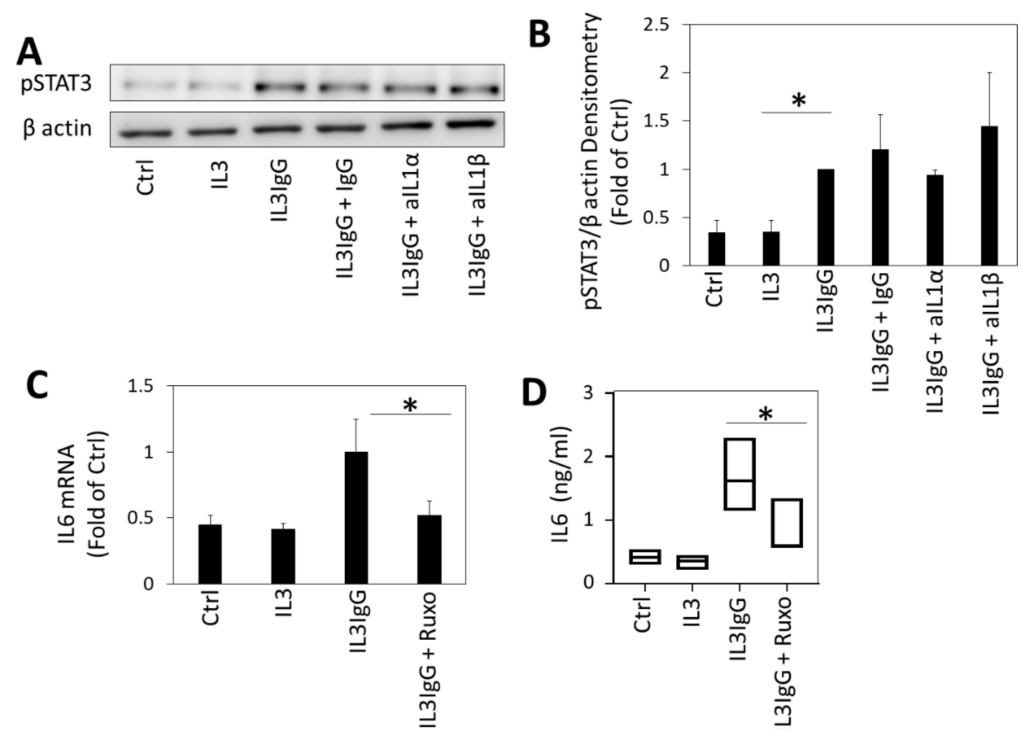 A
pSTAT3
β actin
Ctrl
IL3
IL3IgG
IL3IgG + IgG
IL3IgG + aIL1α
IL3IgG + aIL1β
B
pSTAT3/β actin Densitometry
(Fold of Ctrl)
2.5
2
1.5
1
0.5
0
*
Ctrl
IL3
IL3IgG
IL3IgG + IgG
IL3IgG + aIL1α
IL3IgG + aIL1β
C
IL6 mRNA
(Fold of Ctrl)
1.5
1
0.5
0
*
Ctrl
IL3
IL3IgG
IL3IgG + Ruxo
D
IL6 (ng/ml)
3
2
1
0
*
Ctrl
IL3
IL3IgG
L3IgG + Ruxo